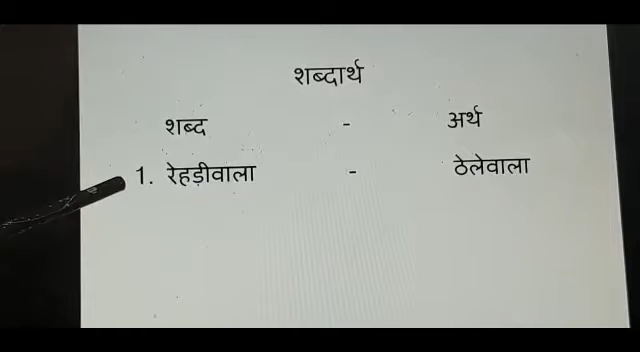 शब्दार्थ
शब्द - अर्थ
1. रेहड़ीवाला - ठेलेवाला